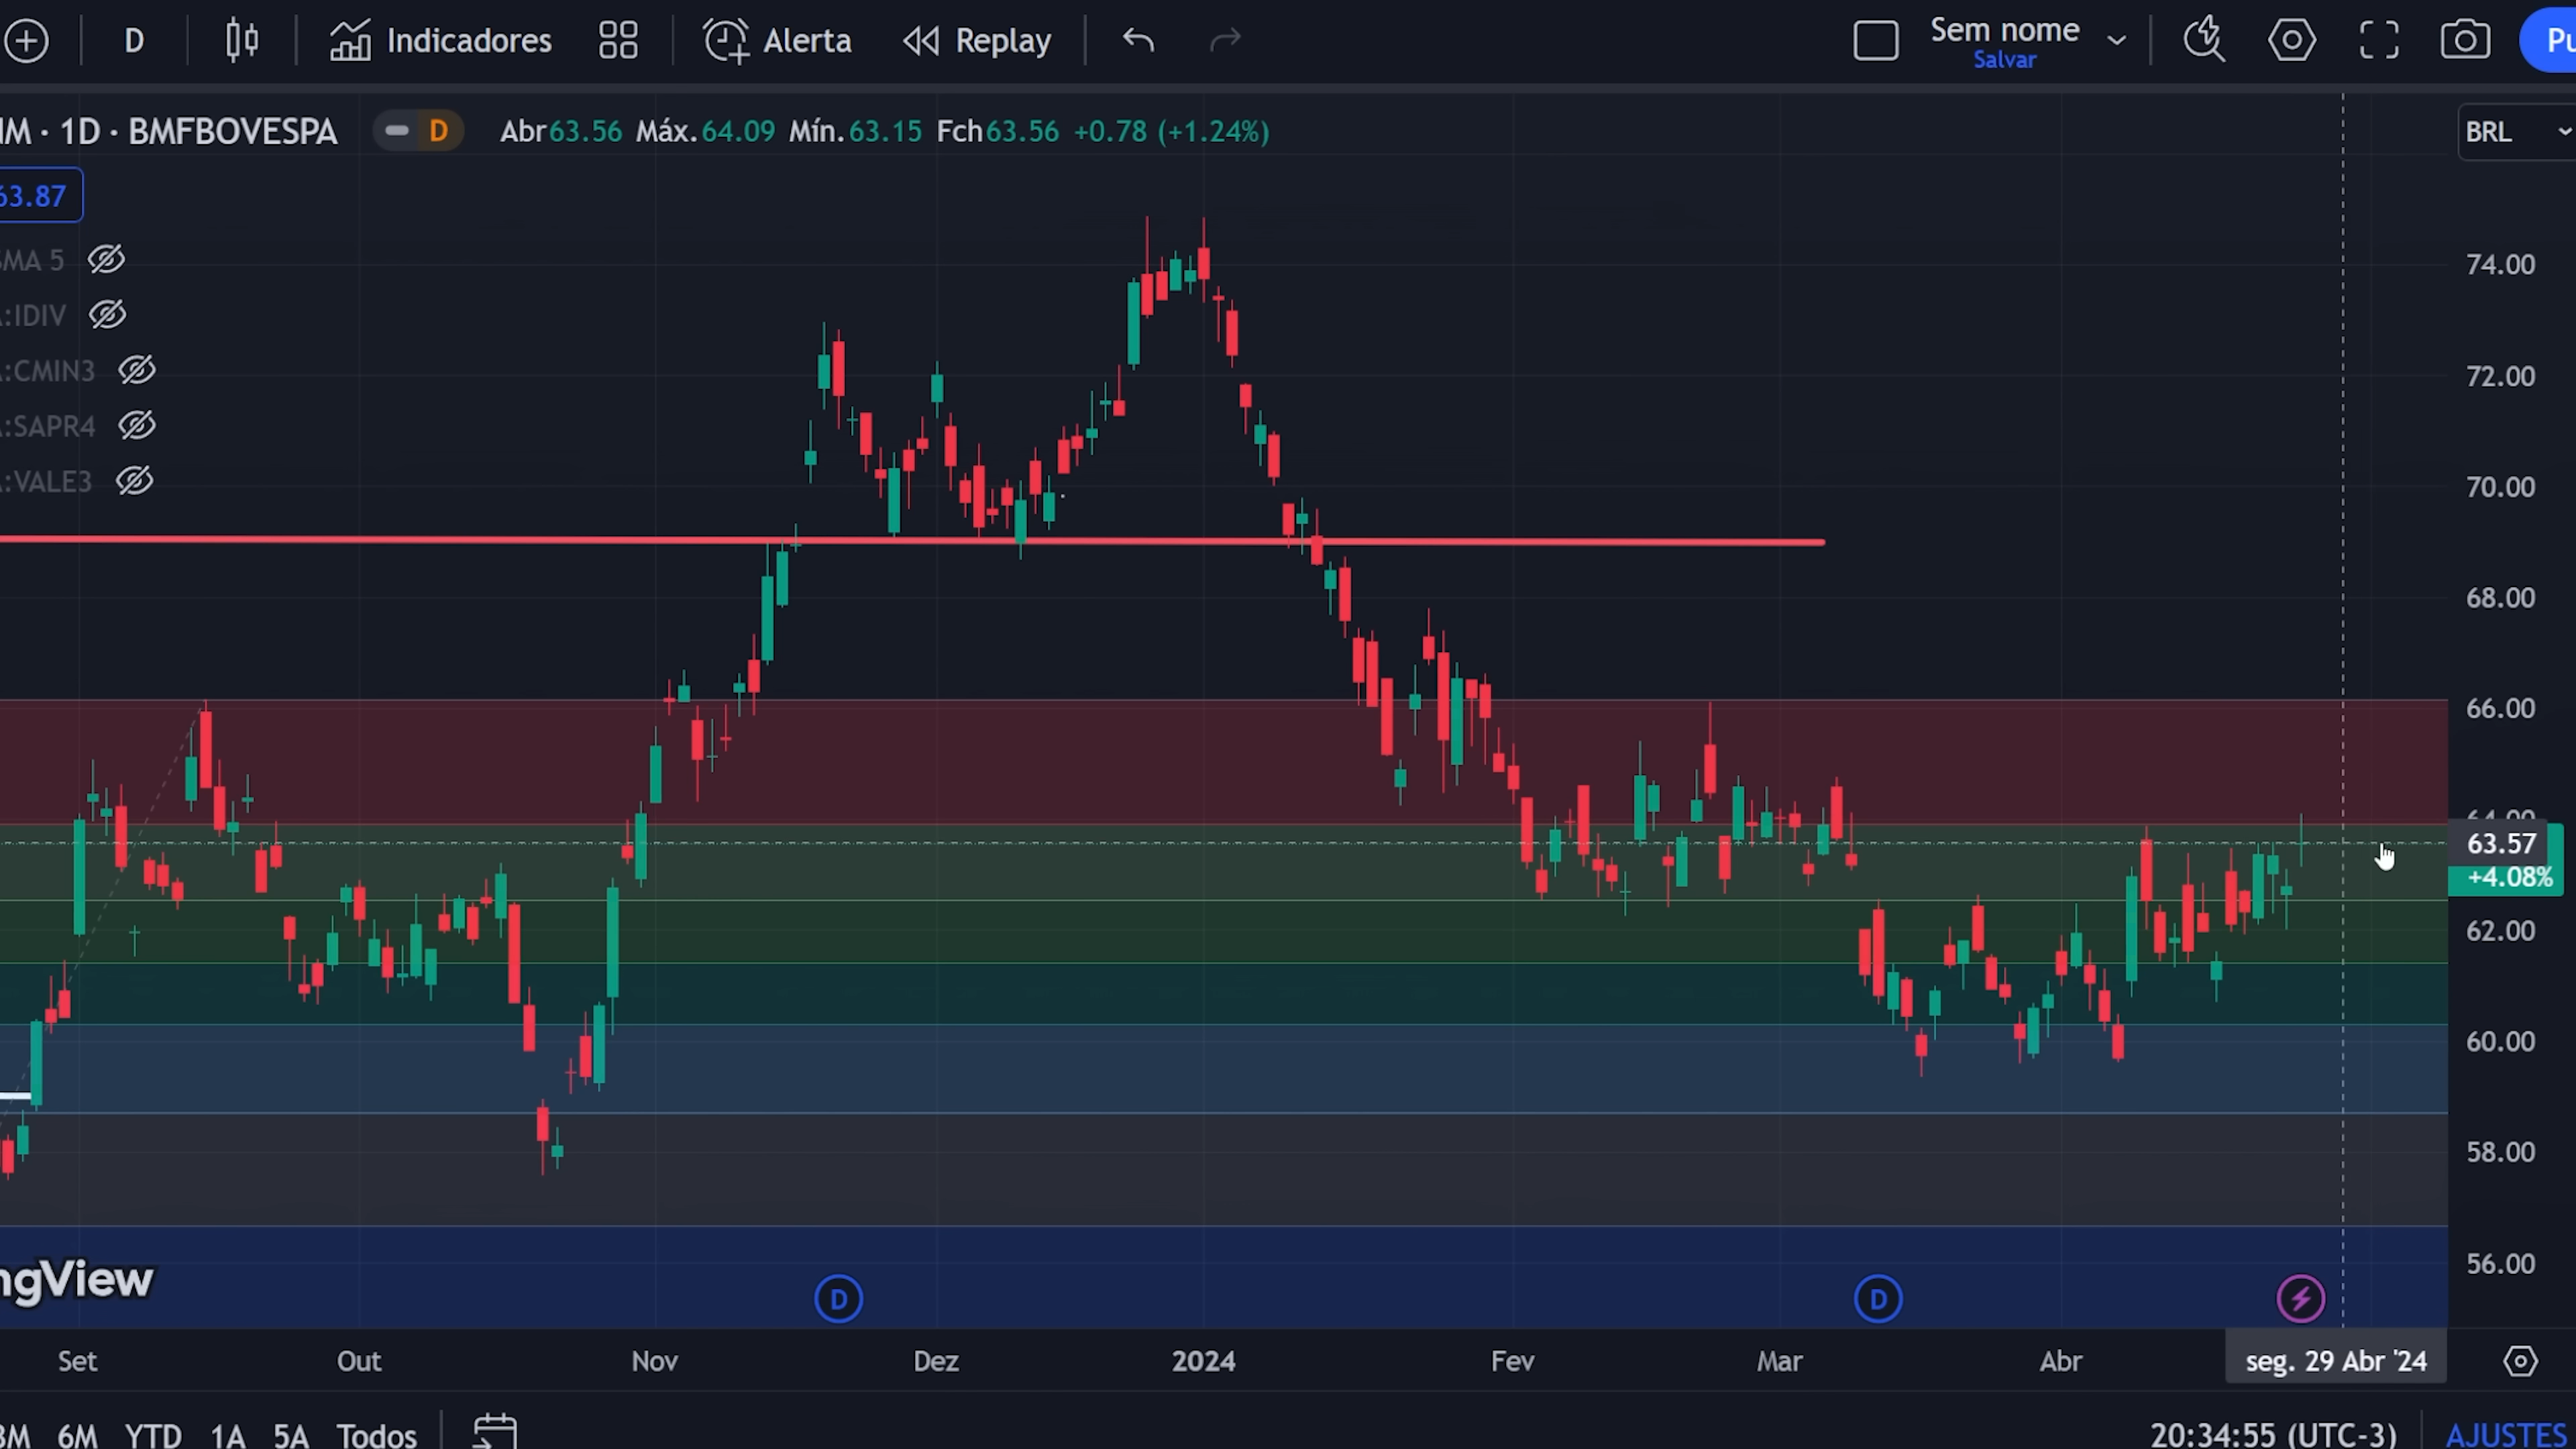 D Indicadores Alerta Replay Sem nome
Salvar
M · 1D · BMFBOVESPA D Abr63.56 Máx.64.09 Mín.63.15 Fch63.56 +0.78 (+1.24%) BRL
63.87
SMA 5
A:IDIV
A:CMIN3
A:SAPR4
A:VALE3
74.00
72.00
70.00
68.00
66.00
64.00
63.57
+4.08%
62.00
60.00
58.00
56.00
ngView
D D
Set Out Nov Dez 2024 Fev Mar Abr seg. 29 Abr '24
3M 6M YTD 1A 5A Todos 20:34:55 (UTC-3) AJUSTES